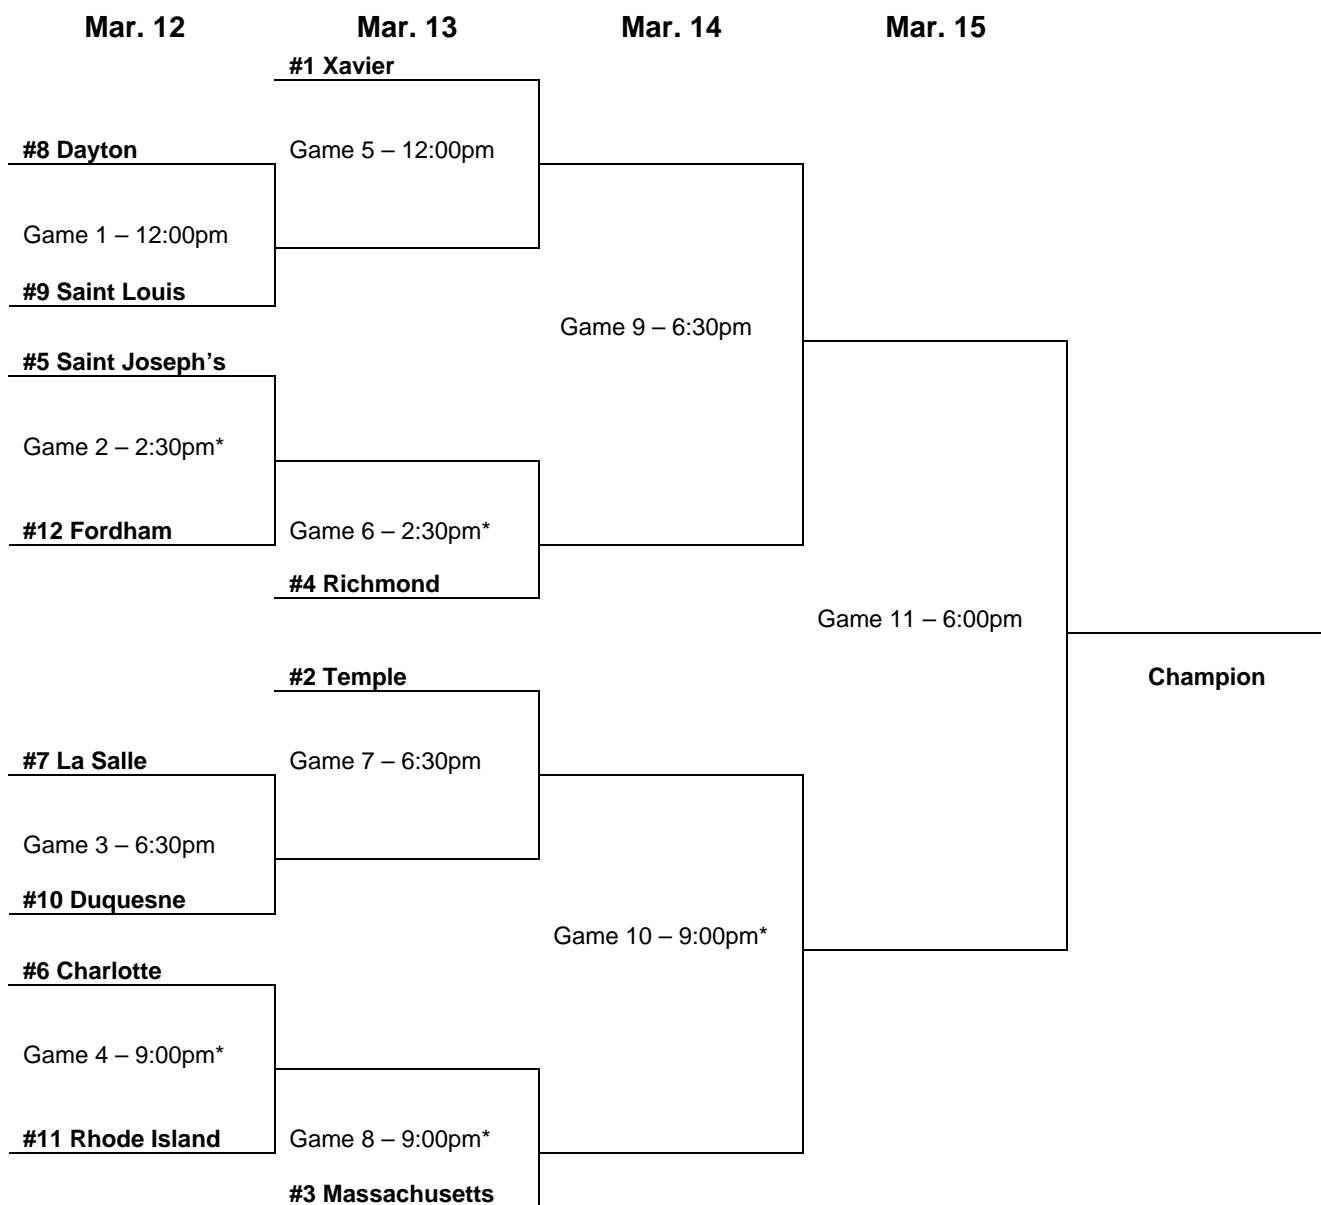 Mar. 12 Mar. 13 Mar. 14 Mar. 15
#1 Xavier
#8 Dayton Game 5 – 12:00pm
Game 1 – 12:00pm
#9 Saint Louis
Game 9 – 6:30pm
#5 Saint Joseph’s
Game 2 – 2:30pm*
#12 Fordham Game 6 – 2:30pm*
#4 Richmond
Game 11 – 6:00pm
#2 Temple Champion
#7 La Salle Game 7 – 6:30pm
Game 3 – 6:30pm
#10 Duquesne
Game 10 – 9:00pm*
#6 Charlotte
Game 4 – 9:00pm*
#11 Rhode Island Game 8 – 9:00pm*
#3 Massachusetts